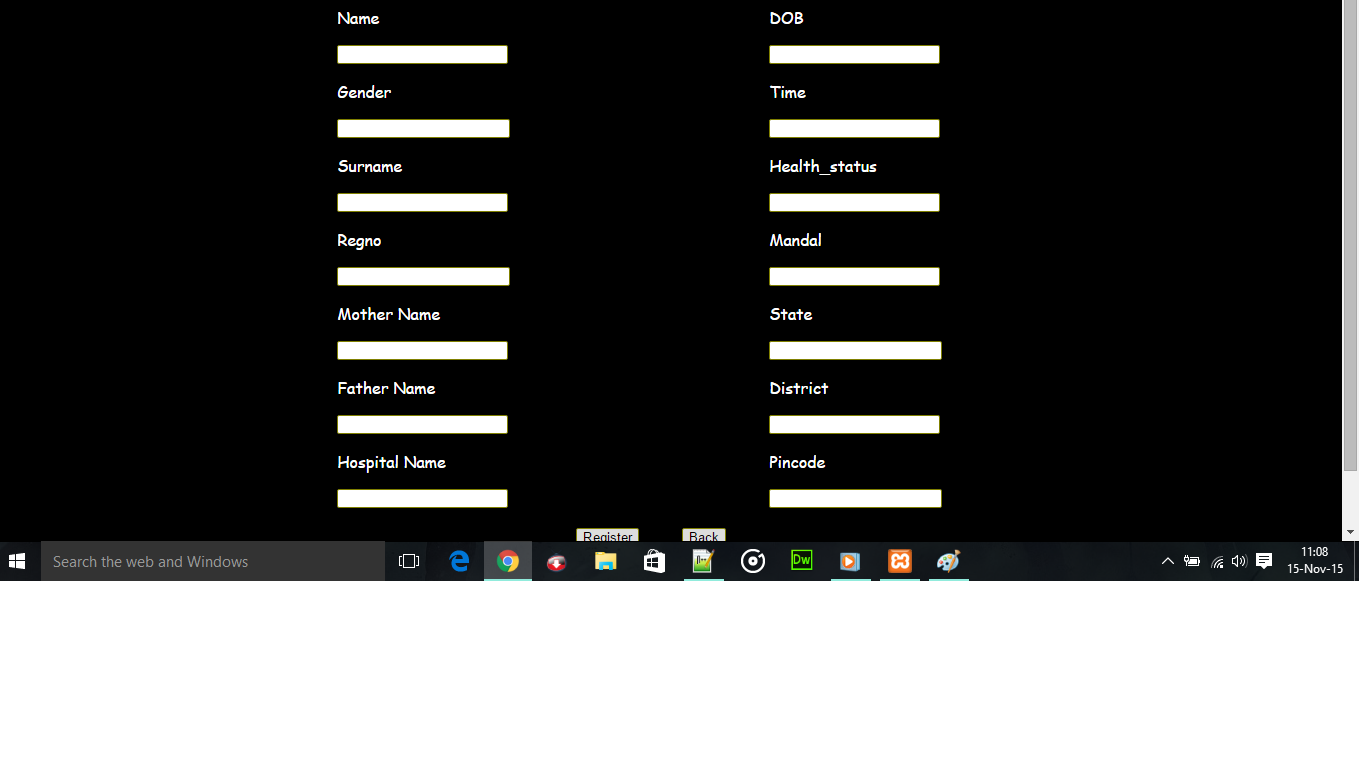 Name DOB
Gender Time
Surname Health_status
Regno Mandal
Mother Name State
Father Name District
Hospital Name Pincode
Register Back
Search the web and Windows
Dw
11:08
15-Nov-15